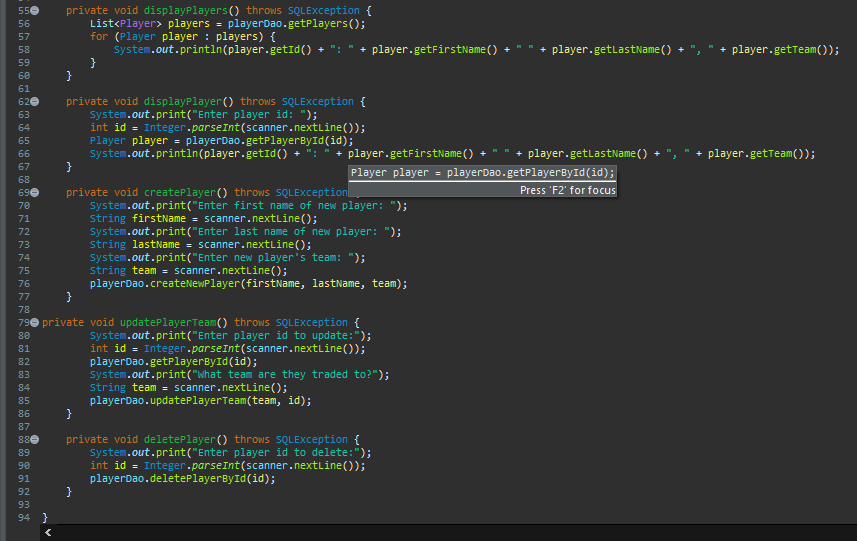 55 private void displayPlayers() throws SQLException {
56 List<Player> players = playerDao.getPlayers();
57 for (Player player : players) {
58 System.out.println(player.getId() + ": " + player.getFirstName() + " " + player.getLastName() + ", " + player.getTeam());
59 }
60 }
61
62 private void displayPlayer() throws SQLException {
63 System.out.print("Enter player id: ");
64 int id = Integer.parseInt(scanner.nextLine());
65 Player player = playerDao.getPlayerById(id);
66 System.out.println(player.getId() + ": " + player.getFirstName() + " " + player.getLastName() + ", " + player.getTeam());
67 }
Player player = playerDao.getPlayerById(id);
68
Press 'F2' for focus
69 private void createPlayer() throws SQLException
70 System.out.print("Enter first name of new player: ");
71 String firstName = scanner.nextLine();
72 System.out.print("Enter last name of new player: ");
73 String lastName = scanner.nextLine();
74 System.out.print("Enter new player's team: ");
75 String team = scanner.nextLine();
76 playerDao.createNewPlayer(firstName, lastName, team);
77 }
78
79 private void updatePlayerTeam() throws SQLException {
80 System.out.print("Enter player id to update:");
81 int id = Integer.parseInt(scanner.nextLine());
82 playerDao.getPlayerById(id);
83 System.out.print("What team are they traded to?");
84 String team = scanner.nextLine();
85 playerDao.updatePlayerTeam(team, id);
86 }
87
88 private void deletePlayer() throws SQLException {
89 System.out.print("Enter player id to delete:");
90 int id = Integer.parseInt(scanner.nextLine());
91 playerDao.deletePlayerById(id);
92 }
93
94 }